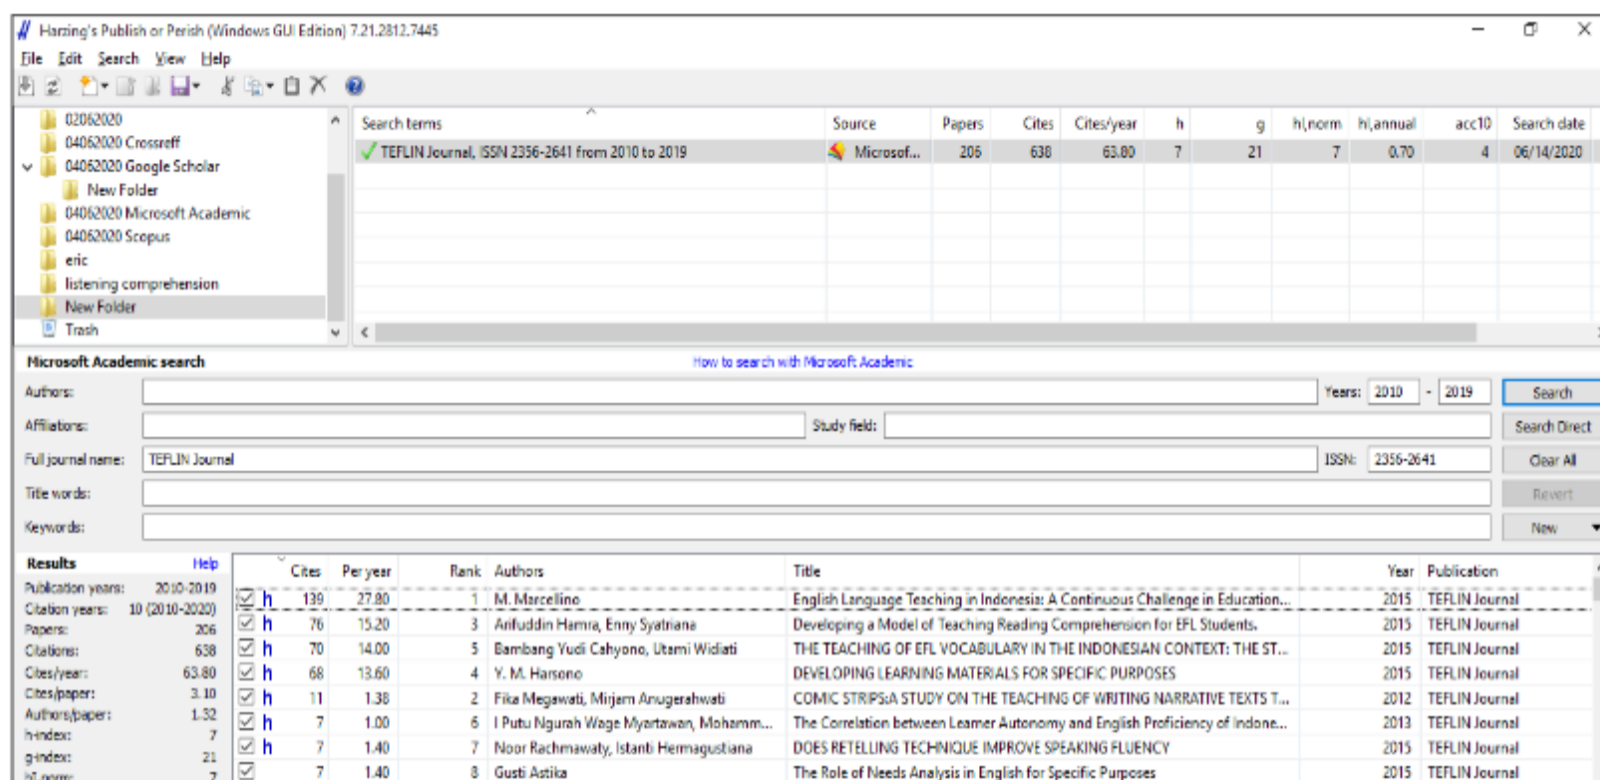 Harzing's Publish or Perish (Windows GUI Edition) 7.21.2812.7445
File Edit Search View Help
02062020
04062020 Crossreff
04062020 Google Scholar
New Folder
04062020 Microsoft Academic
04062020 Scopus
eric
listening comprehension
New Folder
Trash
Search terms Source Papers Cites Cites/year h g hI,norm hI,annual acc10 Search date
TEFLIN Journal, ISSN 2356-2641 from 2010 to 2019 Microsof... 206 638 63.80 7 21 7 0.70 4 06/14/2020
Microsoft Academic search How to search with Microsoft Academic
Authors: Years: 2010 - 2019 Search
Affiliations: Study field: Search Direct
Full journal name: TEFLIN Journal ISSN: 2356-2641 Clear All
Title words: Revert
Keywords: New
Results Help
Publication years: 2010-2019
Citation years: 10 (2010-2020)
Papers: 206
Citations: 638
Cites/year: 63.80
Cites/paper: 3.10
Authors/paper: 1.32
h-index: 7
g-index: 21
hI,norm: 7
Cites Per year Rank Authors Title Year Publication
h 139 27.80 1 M. Marcellino English Language Teaching in Indonesia: A Continuous Challenge in Education... 2015 TEFLIN Journal
h 76 15.20 3 Arifuddin Hamra, Enny Syatriana Developing a Model of Teaching Reading Comprehension for EFL Students. 2015 TEFLIN Journal
h 70 14.00 5 Bambang Yudi Cahyono, Utami Widiati THE TEACHING OF EFL VOCABULARY IN THE INDONESIAN CONTEXT: THE ST... 2015 TEFLIN Journal
h 68 13.60 4 Y. M. Harsono DEVELOPING LEARNING MATERIALS FOR SPECIFIC PURPOSES 2015 TEFLIN Journal
h 11 1.38 2 Fika Megawati, Mirjam Anugerahwati COMIC STRIPS:A STUDY ON THE TEACHING OF WRITING NARRATIVE TEXTS T... 2012 TEFLIN Journal
h 7 1.00 6 I Putu Ngurah Wage Myartawan, Mohamm... The Correlation between Learner Autonomy and English Proficiency of Indone... 2013 TEFLIN Journal
h 7 1.40 7 Noor Rachmawaty, Istanti Hermagustiana DOES RETELLING TECHNIQUE IMPROVE SPEAKING FLUENCY 2015 TEFLIN Journal
7 1.40 8 Gusti Astika The Role of Needs Analysis in English for Specific Purposes 2015 TEFLIN Journal